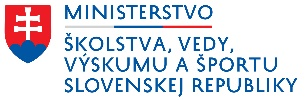 MINISTERSTVO
ŠKOLSTVA, VEDY,
VÝSKUMU A ŠPORTU
SLOVENSKEJ REPUBLIKY